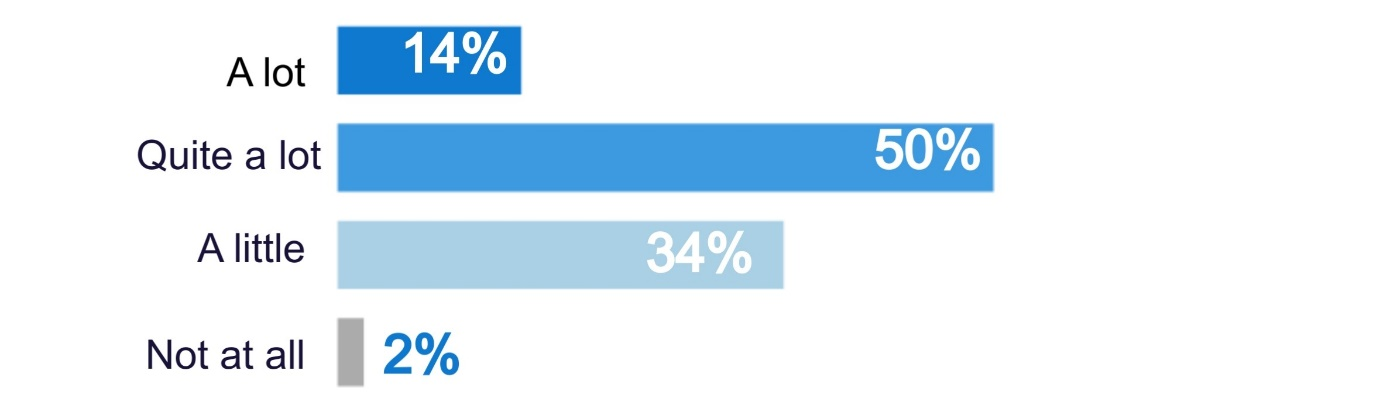 A lot 14%
Quite a lot 50%
A little 34%
Not at all 2%